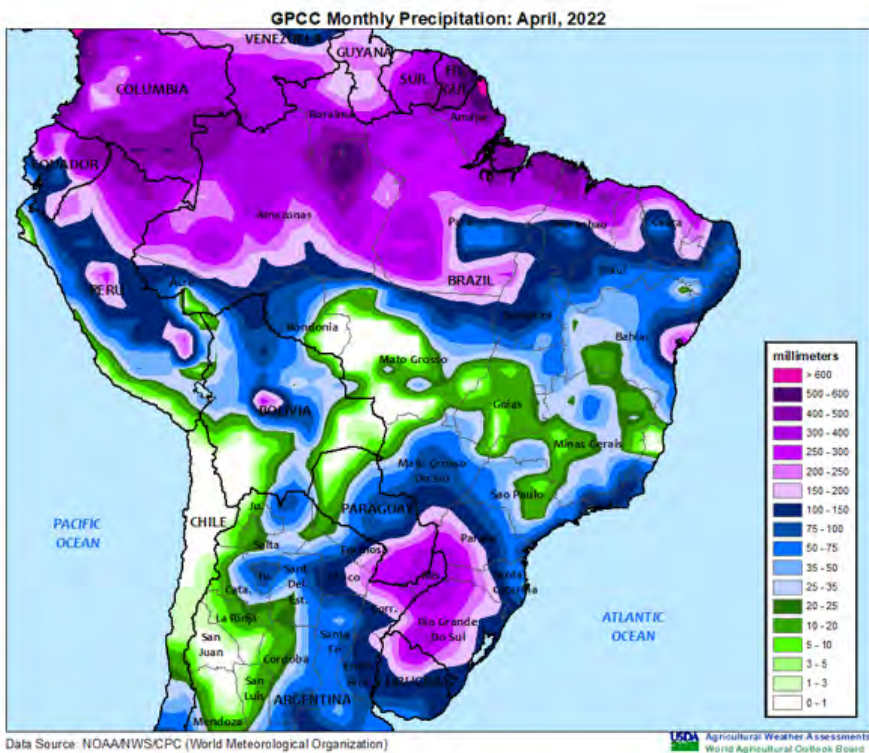 GPCC Monthly Precipitation: April, 2022
VENEZUELA
GUYANA
COLUMBIA
SUR.
FR.
GUI.
Roraima
Amapa
ECUADOR
Amazonas
Maranhao
Ceara
PERU
BRAZIL
Piaui
Acre
Rondonia
Bahia
Mato Grosso
BOLIVIA
Goias
Minas Gerais
Mato Grosso
Do Sul
Sao Paulo
CHILE
Ju.
PARAGUAY
PACIFIC
OCEAN
Salta
Formosa
Parana
Tu.
Sant.
Del
Est.
Chaco
Santa
Catarina
Cata.
Corr.
La Rioja
Rio Grande
Do Sul
ATLANTIC
OCEAN
San
Juan
Santa
Fe
Cordoba
San
Luis
URUGUAY
ARGENTINA
Mendoza
millimeters
> 600
500 - 600
400 - 500
300 - 400
250 - 300
200 - 250
150 - 200
100 - 150
75 - 100
50 - 75
35 - 50
25 - 35
20 - 25
10 - 20
5 - 10
3 - 5
1 - 3
0 - 1
Data Source: NOAA/NWS/CPC (World Meteorological Organization)
USDA Agricultural Weather Assessments
World Agricultural Outlook Board